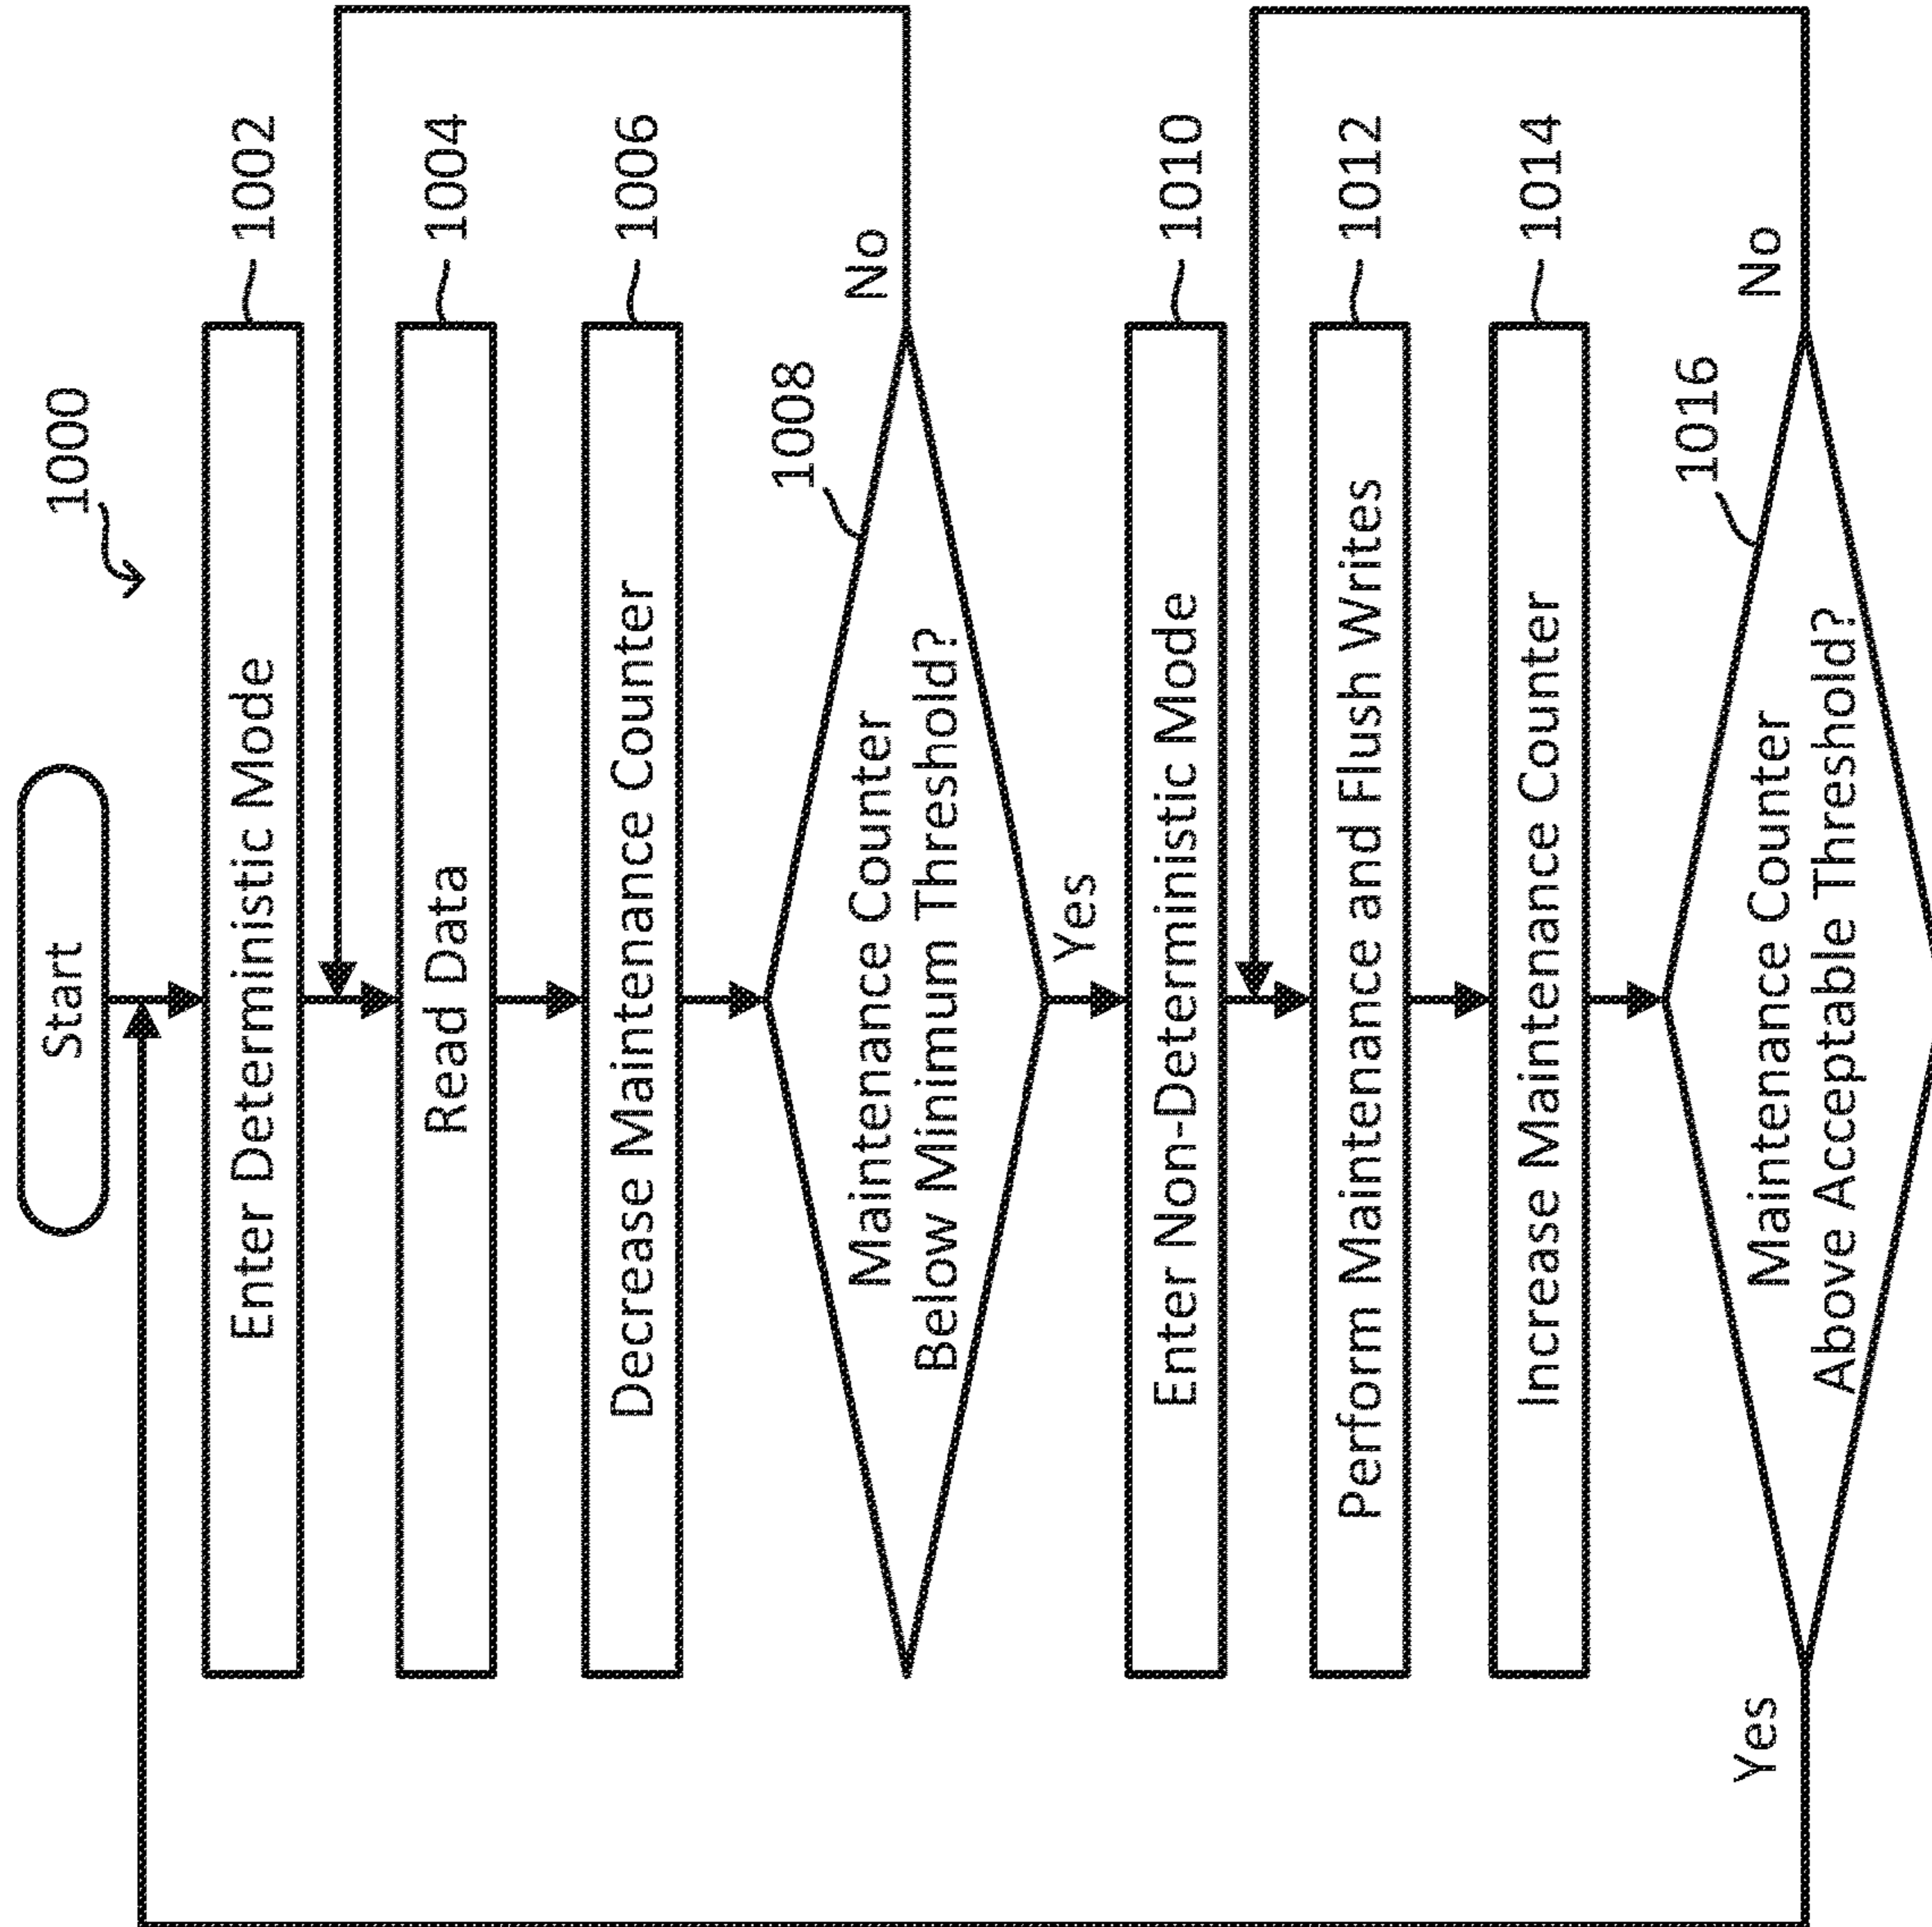 1000
Start
Enter Deterministic Mode
1002
Read Data
1004
Decrease Maintenance Counter
1006
1008
Maintenance Counter
Below Minimum Threshold?
No
Yes
Enter Non-Deterministic Mode
1010
Perform Maintenance and Flush Writes
1012
Increase Maintenance Counter
1014
1016
Maintenance Counter
Above Acceptable Threshold?
Yes
No